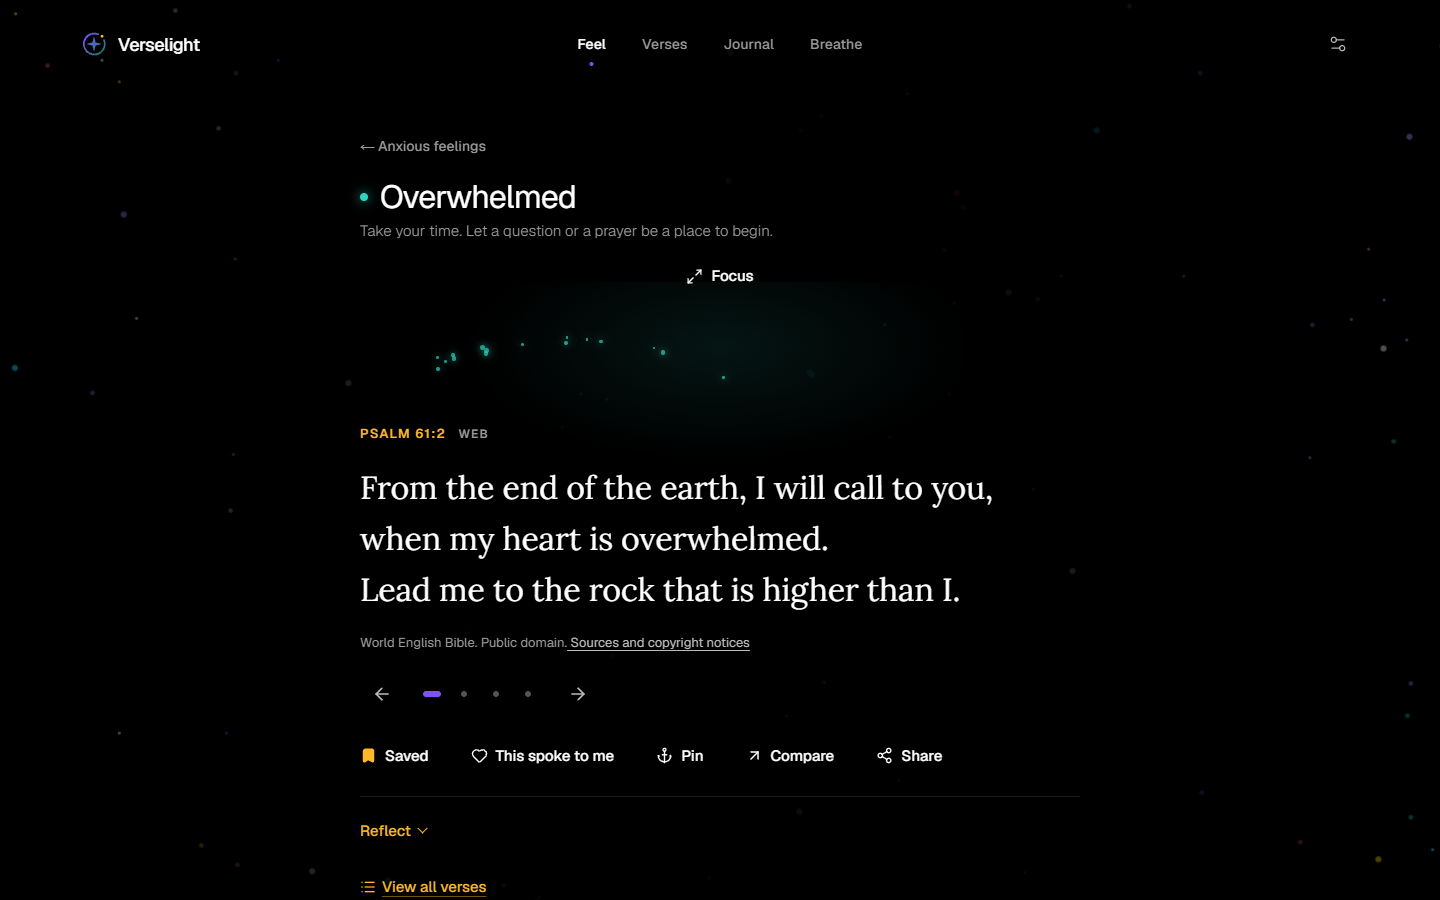 Verselight
Feel
Verses
Journal
Breathe
← Anxious feelings
Overwhelmed
Take your time. Let a question or a prayer be a place to begin.
Focus
PSALM 61:2 WEB
From the end of the earth, I will call to you,
when my heart is overwhelmed.
Lead me to the rock that is higher than I.
World English Bible. Public domain. Sources and copyright notices
Saved
This spoke to me
Pin
Compare
Share
Reflect
View all verses